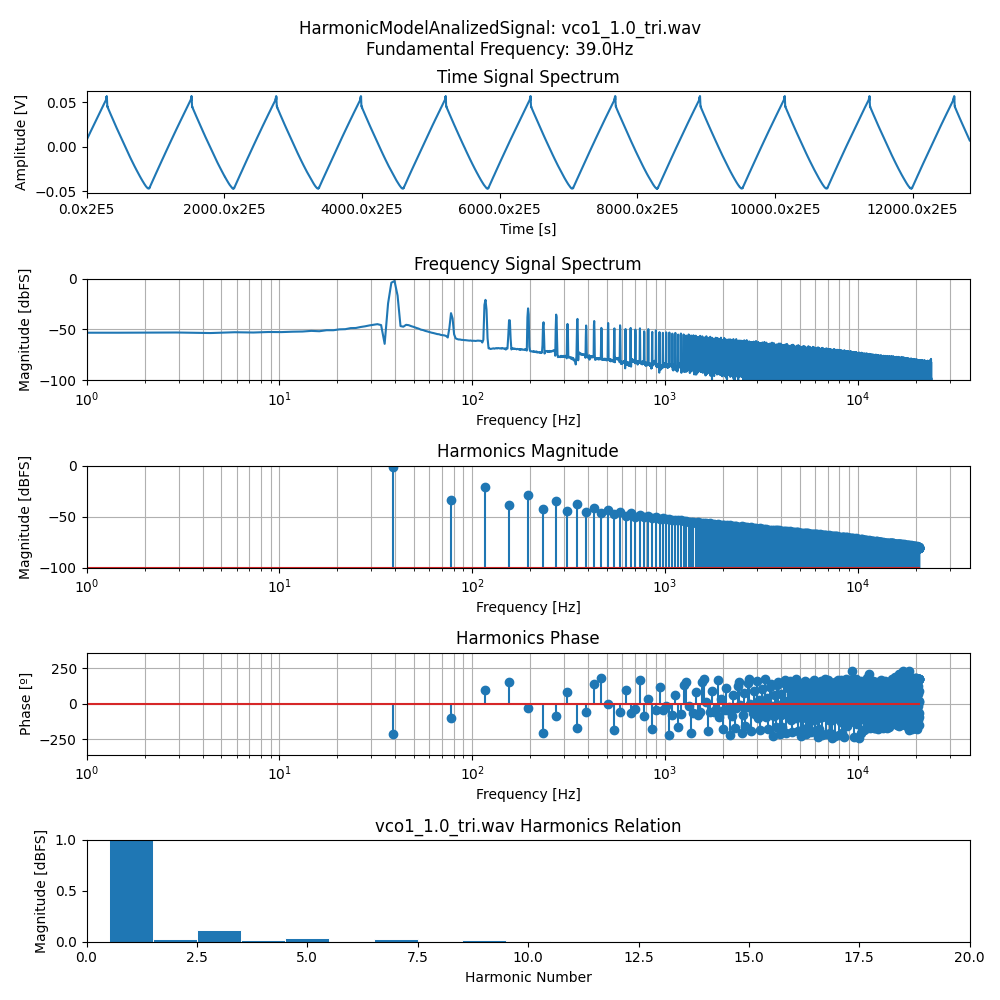 HarmonicModelAnalizedSignal: vco1_1.0_tri.wav
Fundamental Frequency: 39.0Hz
Time Signal Spectrum
Amplitude [V]
0.05
0.00
−0.05
0.0x2E5 2000.0x2E5 4000.0x2E5 6000.0x2E5 8000.0x2E5 10000.0x2E5 12000.0x2E5
Time [s]
Frequency Signal Spectrum
Magnitude [dbFS]
0
−50
−100
10^0 10^1 10^2 10^3 10^4
Frequency [Hz]
Harmonics Magnitude
Magnitude [dBFS]
0
−50
−100
10^0 10^1 10^2 10^3 10^4
Frequency [Hz]
Harmonics Phase
Phase [º]
250
0
−250
10^0 10^1 10^2 10^3 10^4
Frequency [Hz]
vco1_1.0_tri.wav Harmonics Relation
Magnitude [dBFS]
1.0
0.5
0.0
0.0 2.5 5.0 7.5 10.0 12.5 15.0 17.5 20.0
Harmonic Number